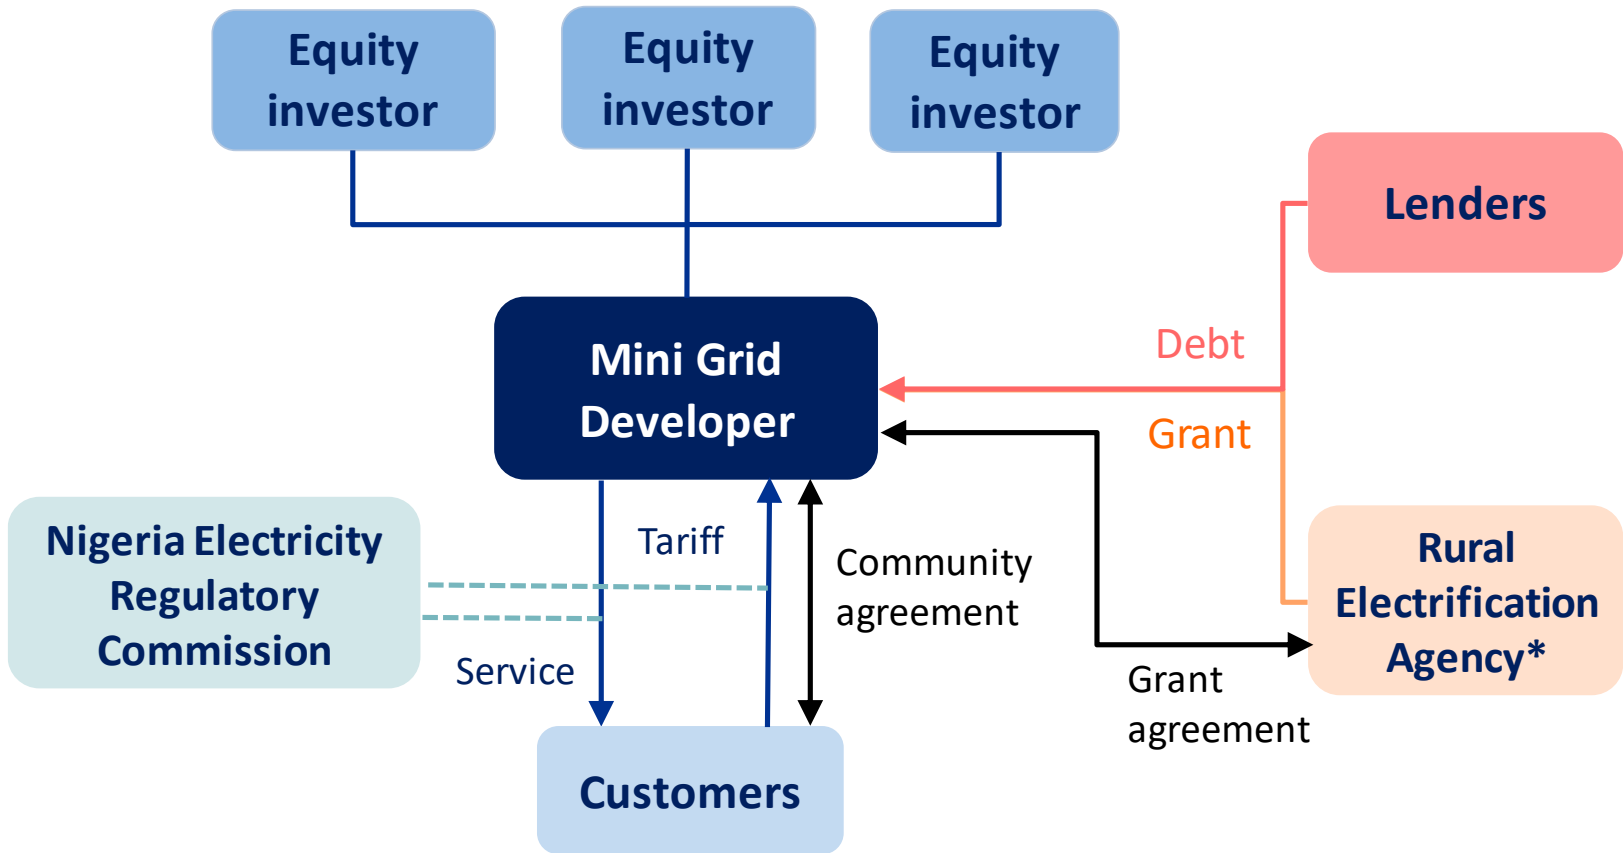 Equity
investor
Equity
investor
Equity
investor
Lenders
Mini Grid
Developer
Debt
Grant
Nigeria Electricity
Regulatory
Commission
Tariff
Service
Community
agreement
Rural
Electrification
Agency*
Grant
agreement
Customers